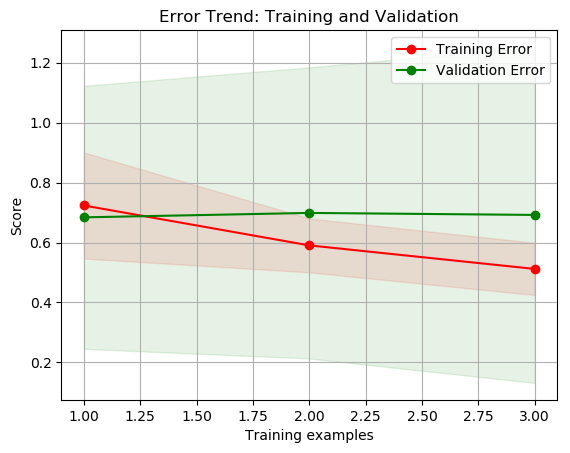 Error Trend: Training and Validation
Training Error
Validation Error
Score
1.2
1.0
0.8
0.6
0.4
0.2
1.00 1.25 1.50 1.75 2.00 2.25 2.50 2.75 3.00
Training examples